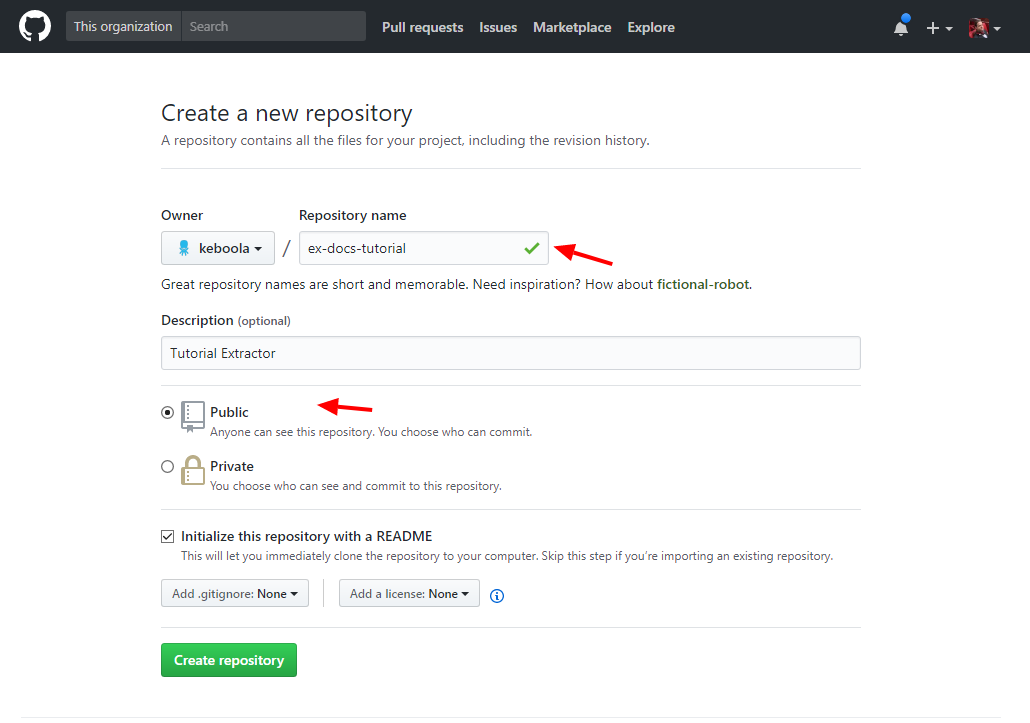 This organization Search Pull requests Issues Marketplace Explore
Create a new repository
A repository contains all the files for your project, including the revision history.
Owner Repository name
keboola / ex-docs-tutorial
Great repository names are short and memorable. Need inspiration? How about fictional-robot.
Description (optional)
Tutorial Extractor
Public
Anyone can see this repository. You choose who can commit.
Private
You choose who can see and commit to this repository.
Initialize this repository with a README
This will let you immediately clone the repository to your computer. Skip this step if you’re importing an existing repository.
Add .gitignore: None Add a license: None
Create repository